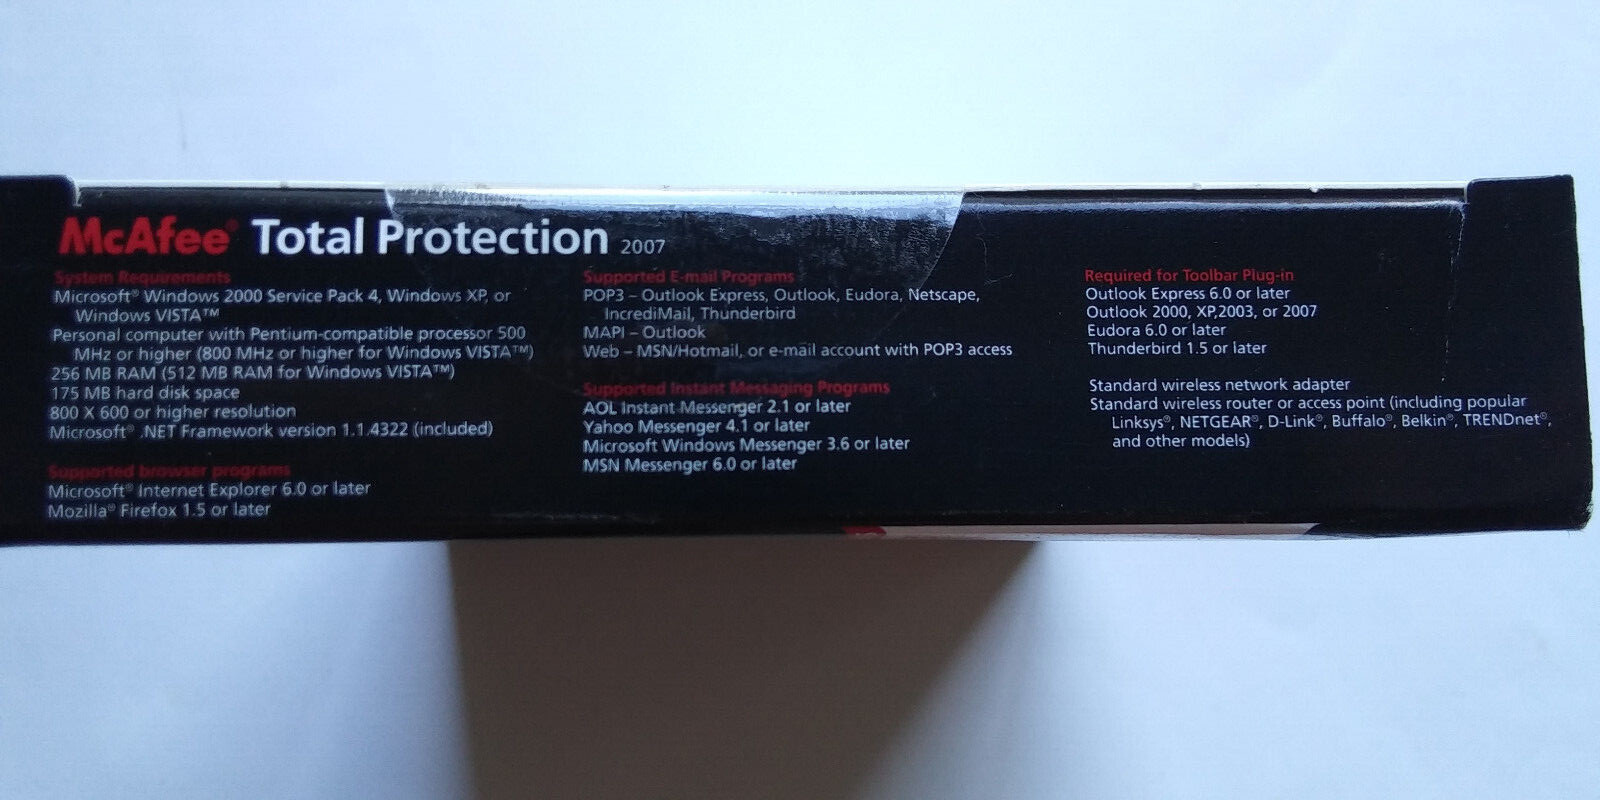 McAfee® Total Protection 2007
System Requirements
Microsoft® Windows 2000 Service Pack 4, Windows XP, or
Windows VISTA™
Personal computer with Pentium-compatible processor 500
MHz or higher (800 MHz or higher for Windows VISTA™)
256 MB RAM (512 MB RAM for Windows VISTA™)
175 MB hard disk space
800 X 600 or higher resolution
Microsoft® .NET Framework version 1.1.4322 (included)
Supported browser programs
Microsoft® Internet Explorer 6.0 or later
Mozilla® Firefox 1.5 or later
Supported E-mail Programs
POP3 – Outlook Express, Outlook, Eudora, Netscape,
IncrediMail, Thunderbird
MAPI – Outlook
Web – MSN/Hotmail, or e-mail account with POP3 access
Supported Instant Messaging Programs
AOL Instant Messenger 2.1 or later
Yahoo Messenger 4.1 or later
Microsoft Windows Messenger 3.6 or later
MSN Messenger 6.0 or later
Required for Toolbar Plug-in
Outlook Express 6.0 or later
Outlook 2000, XP,2003, or 2007
Eudora 6.0 or later
Thunderbird 1.5 or later
Standard wireless network adapter
Standard wireless router or access point (including popular
Linksys®, NETGEAR®, D-Link®, Buffalo®, Belkin®, TRENDnet®,
and other models)